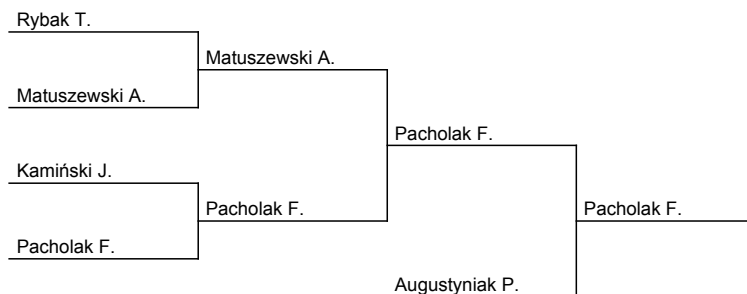 Rybak T.
Matuszewski A.
Matuszewski A.
Pacholak F.
Kamiński J.
Pacholak F.
Pacholak F.
Pacholak F.
Augustyniak P.